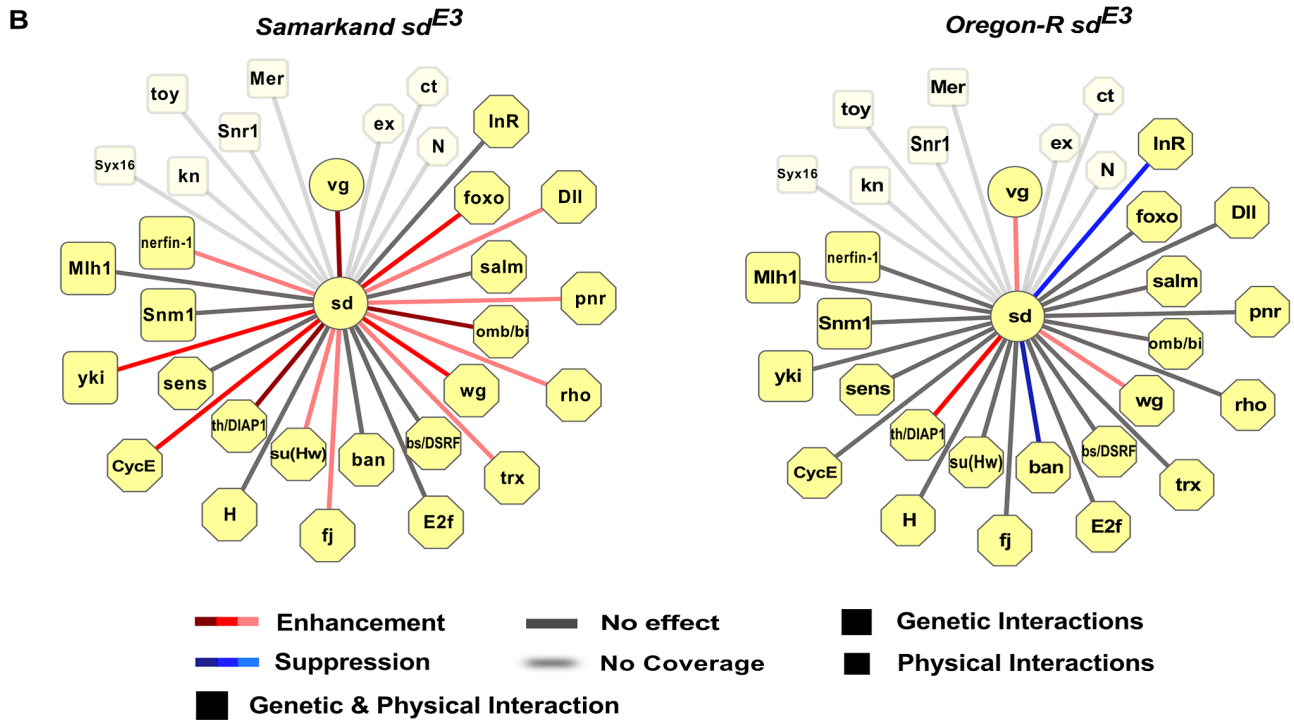 B
Samarkand sd^E3
Oregon-R sd^E3
Mer
toy
ct
Snr1
ex
InR
N
Syx16
kn
vg
foxo
Dll
nerfin-1
Mlh1
salm
pnr
sd
Snm1
omb/bi
yki
sens
wg
rho
th/DIAP1
bs/DSRF
su(Hw)
ban
CycE
trx
H
E2f
fj
Mer
ct
toy
Snr1
ex
InR
N
Syx16
kn
vg
foxo
Dll
nerfin-1
Mlh1
salm
pnr
sd
Snm1
omb/bi
yki
sens
wg
rho
th/DIAP1
bs/DSRF
su(Hw)
ban
CycE
trx
H
E2f
fj
Enhancement
No effect
Genetic Interactions
Suppression
No Coverage
Physical Interactions
Genetic & Physical Interaction